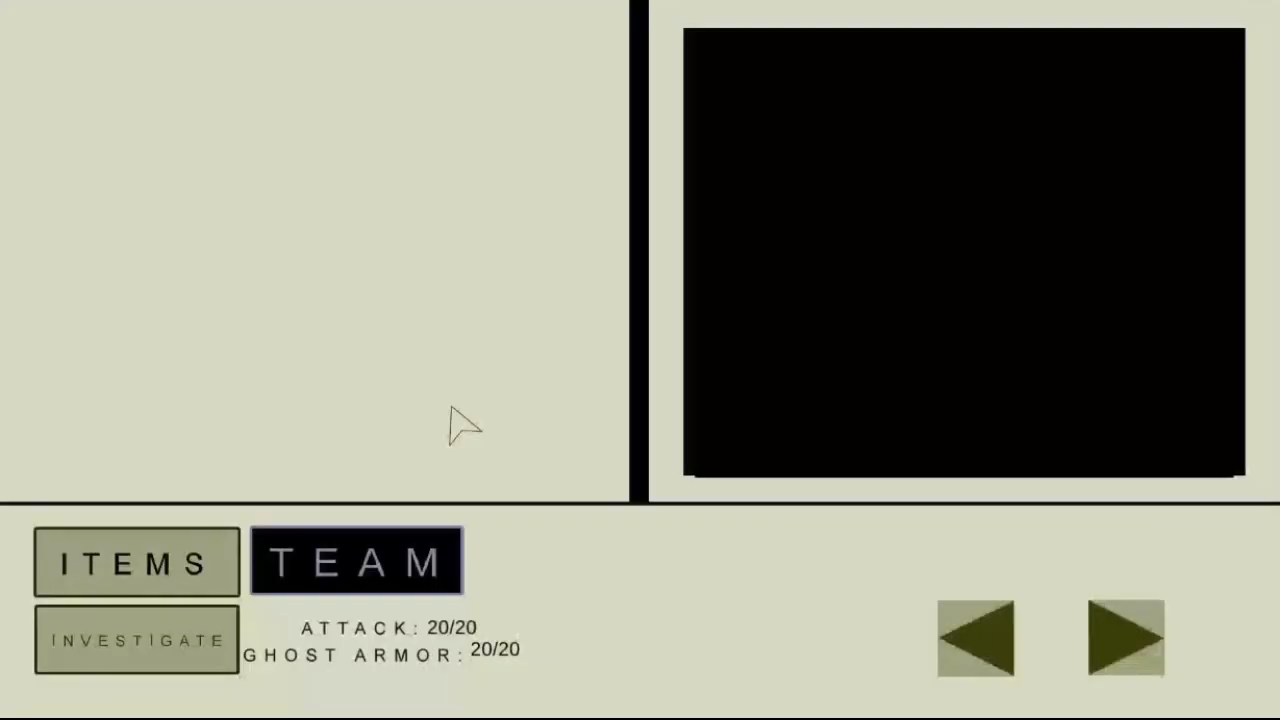 ITEMS
TEAM
INVESTIGATE
ATTACK: 20/20
GHOST ARMOR: 20/20